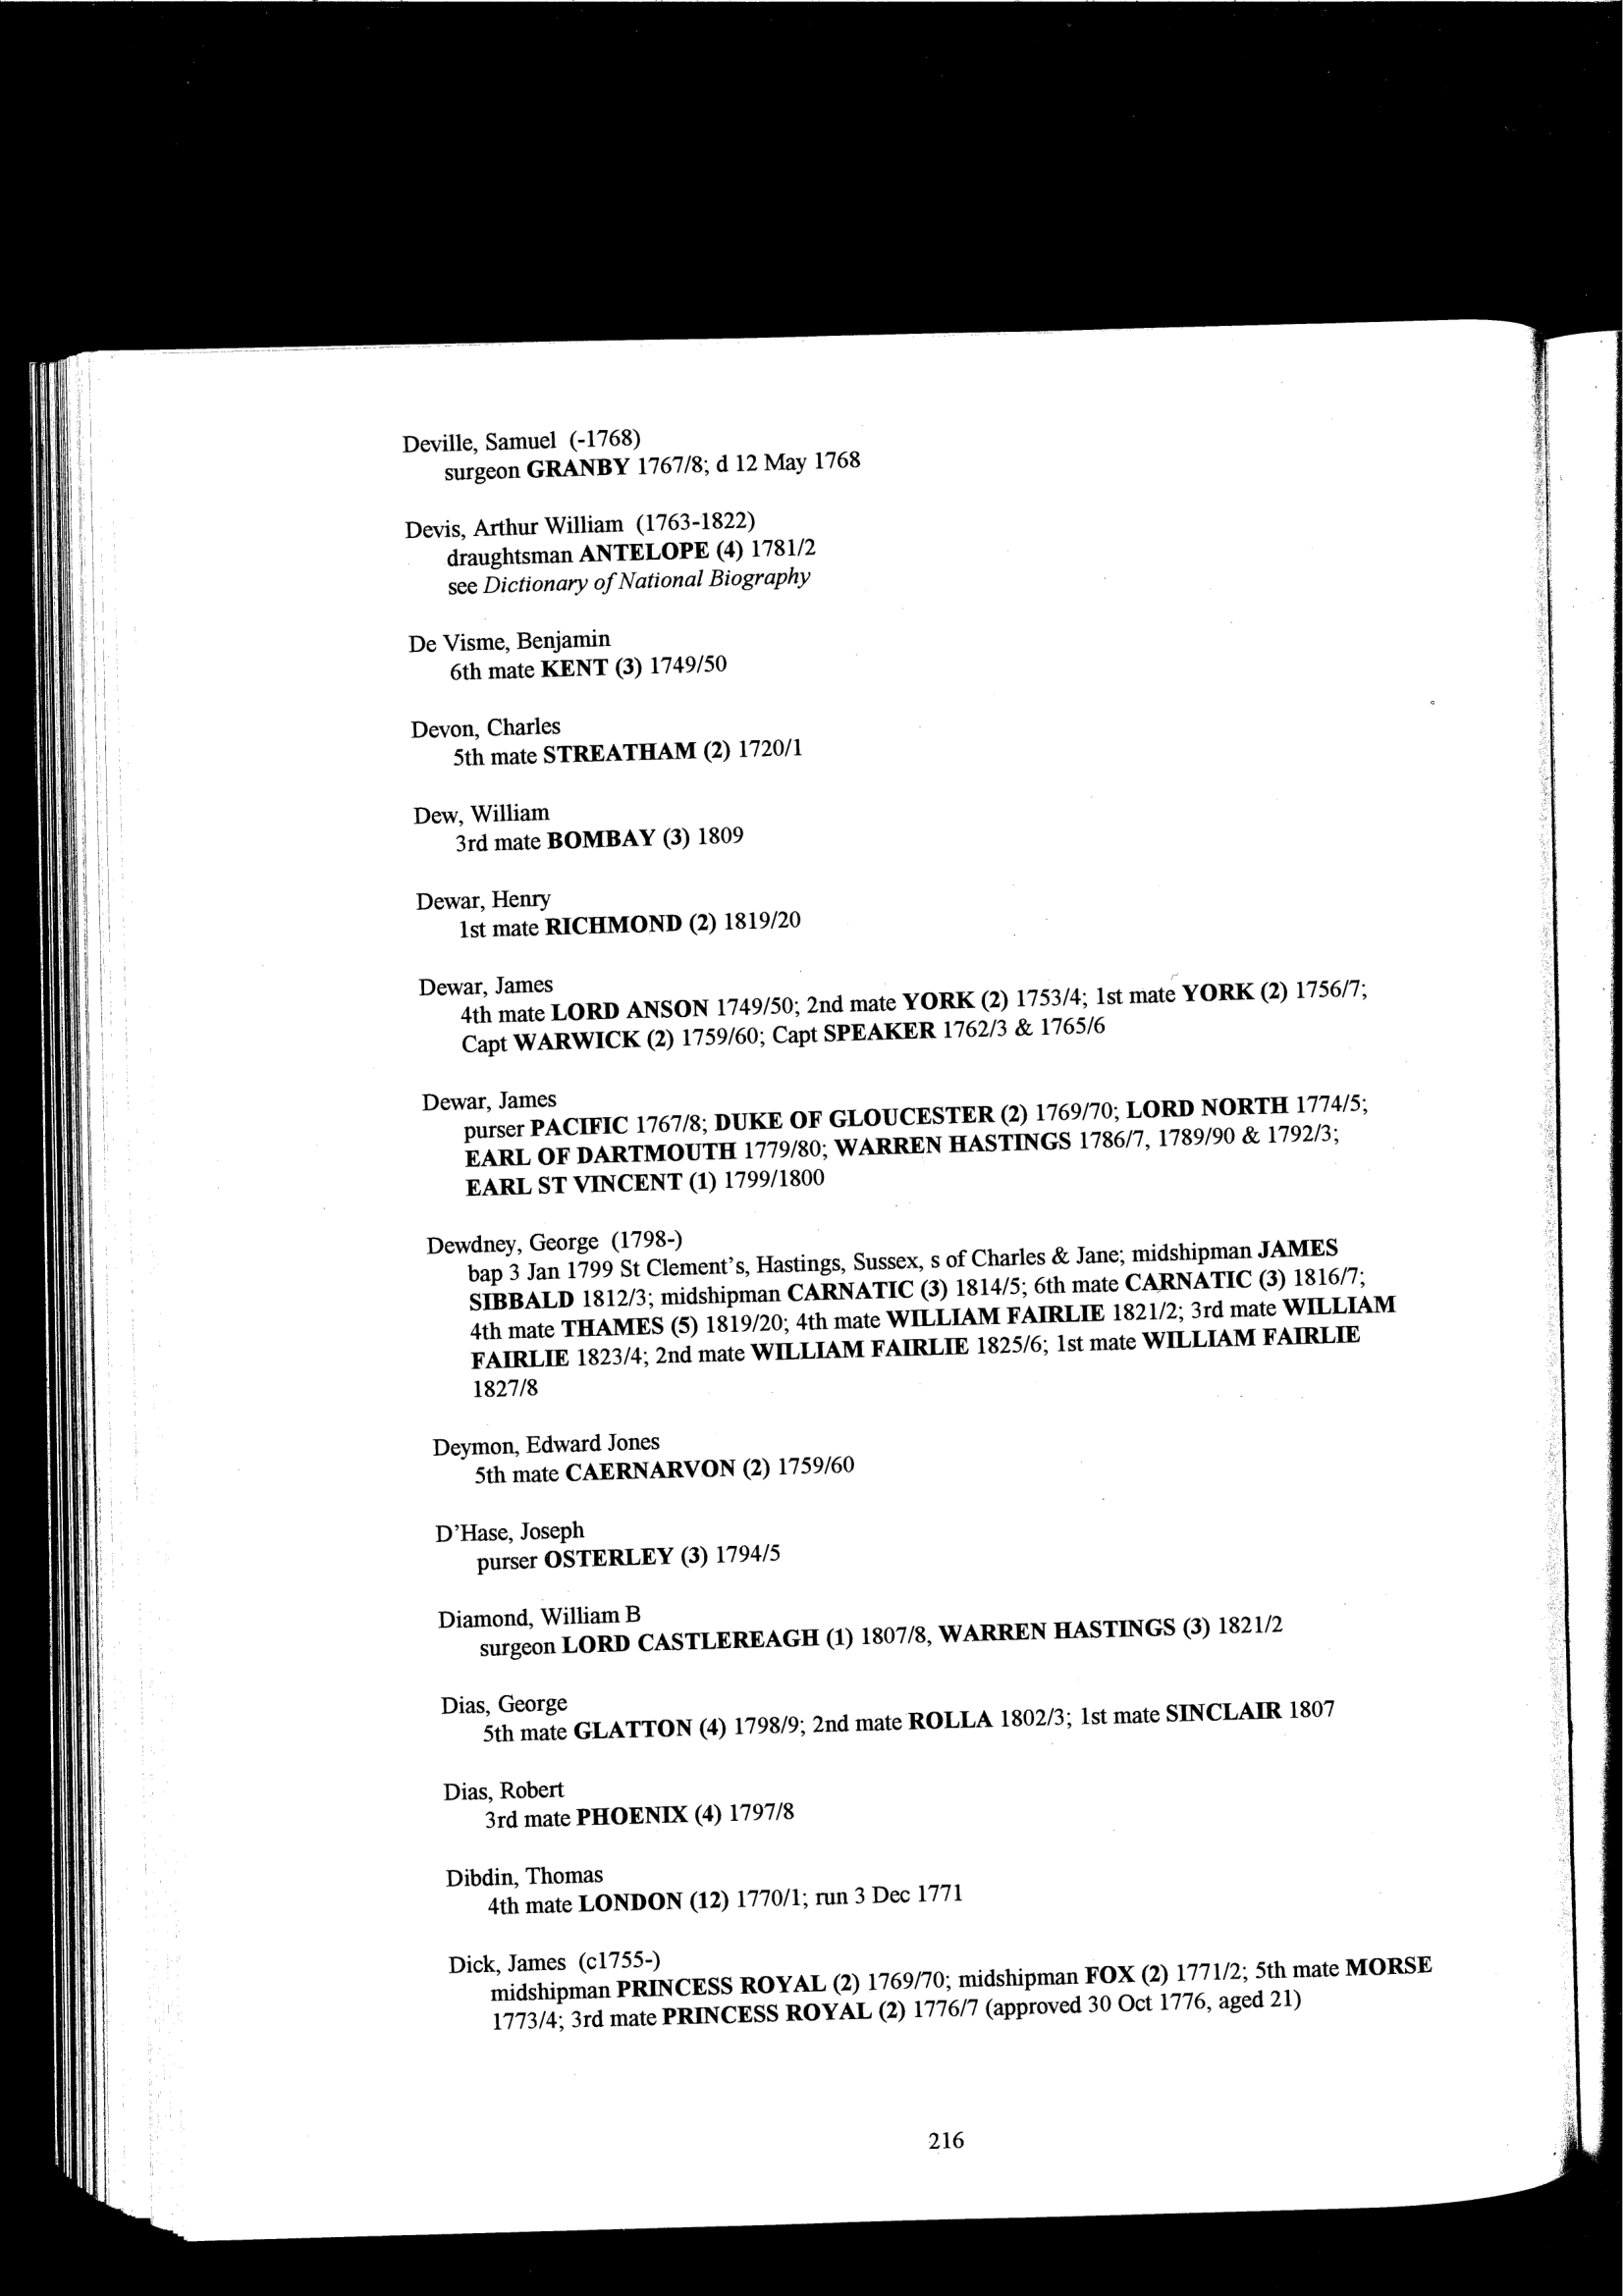 Deville, Samuel (-1768)
surgeon GRANBY 1767/8; d 12 May 1768
Devis, Arthur William (1763-1822)
draughtsman ANTELOPE (4) 1781/2
see Dictionary of National Biography
De Visme, Benjamin
6th mate KENT (3) 1749/50
Devon, Charles
5th mate STREATHAM (2) 1720/1
Dew, William
3rd mate BOMBAY (3) 1809
Dewar, Henry
1st mate RICHMOND (2) 1819/20
Dewar, James
4th mate LORD ANSON 1749/50; 2nd mate YORK (2) 1753/4; 1st mate YORK (2) 1756/7;
Capt WARWICK (2) 1759/60; Capt SPEAKER 1762/3 & 1765/6
Dewar, James
purser PACIFIC 1767/8; DUKE OF GLOUCESTER (2) 1769/70; LORD NORTH 1774/5;
EARL OF DARTMOUTH 1779/80; WARREN HASTINGS 1786/7, 1789/90 & 1792/3;
EARL ST VINCENT (1) 1799/1800
Dewdney, George (1798-)
bap 3 Jan 1799 St Clement's, Hastings, Sussex, s of Charles & Jane; midshipman JAMES
SIBBALD 1812/3; midshipman CARNATIC (3) 1814/5; 6th mate CARNATIC (3) 1816/7;
4th mate THAMES (5) 1819/20; 4th mate WILLIAM FAIRLIE 1821/2; 3rd mate WILLIAM
FAIRLIE 1823/4; 2nd mate WILLIAM FAIRLIE 1825/6; 1st mate WILLIAM FAIRLIE
1827/8
Deymon, Edward Jones
5th mate CAERNARVON (2) 1759/60
D'Hase, Joseph
purser OSTERLEY (3) 1794/5
Diamond, William B
surgeon LORD CASTLEREAGH (1) 1807/8, WARREN HASTINGS (3) 1821/2
Dias, George
5th mate GLATTON (4) 1798/9; 2nd mate ROLLA 1802/3; 1st mate SINCLAIR 1807
Dias, Robert
3rd mate PHOENIX (4) 1797/8
Dibdin, Thomas
4th mate LONDON (12) 1770/1; run 3 Dec 1771
Dick, James (c1755-)
midshipman PRINCESS ROYAL (2) 1769/70; midshipman FOX (2) 1771/2; 5th mate MORSE
1773/4; 3rd mate PRINCESS ROYAL (2) 1776/7 (approved 30 Oct 1776, aged 21)
216